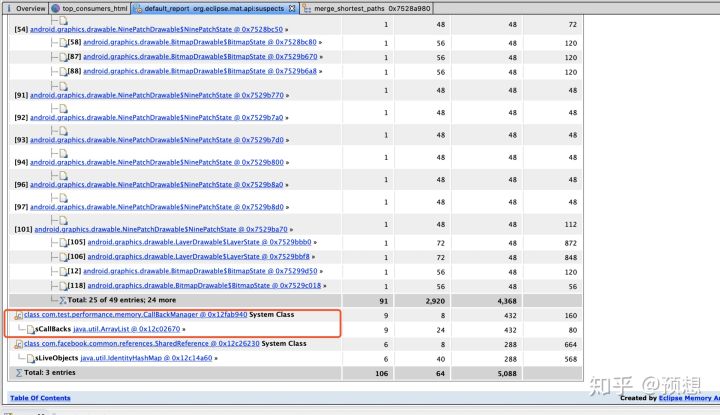 Overview top_consumers_html default_report org.eclipse.mat.api:suspects merge_shortest_paths 0x7528a980
[54] android.graphics.drawable.NinePatchDrawable$NinePatchState @ 0x7528bc50 » 1 48 48 72
[58] android.graphics.drawable.BitmapDrawable$BitmapState @ 0x7528bc80 » 1 56 48 120
[87] android.graphics.drawable.BitmapDrawable$BitmapState @ 0x7529b670 » 1 56 48 120
[88] android.graphics.drawable.BitmapDrawable$BitmapState @ 0x7529b6a8 » 1 56 48 120
[91] android.graphics.drawable.NinePatchDrawable$NinePatchState @ 0x7529b770 » 1 48 48 48
[92] android.graphics.drawable.NinePatchDrawable$NinePatchState @ 0x7529b7a0 » 1 48 48 48
[93] android.graphics.drawable.NinePatchDrawable$NinePatchState @ 0x7529b7d0 » 1 48 48 48
[94] android.graphics.drawable.NinePatchDrawable$NinePatchState @ 0x7529b800 » 1 48 48 48
[96] android.graphics.drawable.NinePatchDrawable$NinePatchState @ 0x7529b8a0 » 1 48 48 48
[97] android.graphics.drawable.NinePatchDrawable$NinePatchState @ 0x7529b8d0 » 1 48 48 48
[101] android.graphics.drawable.NinePatchDrawable$NinePatchState @ 0x7529ba70 » 1 48 48 112
[105] android.graphics.drawable.LayerDrawable$LayerState @ 0x7529bbb0 » 1 72 48 872
[106] android.graphics.drawable.LayerDrawable$LayerState @ 0x7529bbf8 » 1 72 48 848
[12] android.graphics.drawable.BitmapDrawable$BitmapState @ 0x75299d50 » 1 56 48 56
[118] android.graphics.drawable.BitmapDrawable$BitmapState @ 0x7529c018 » 1 56 48 120
Total: 25 of 49 entries; 24 more 91 2,920 4,368
class com.test.performance.memory.CallBackManager @ 0x12fab940 System Class 9 8 432 160
sCallBacks java.util.ArrayList @ 0x12c02670 » 9 24 432 80
class com.facebook.common.references.SharedReference @ 0x12c26230 System Class 6 8 288 664
sLiveObjects java.util.IdentityHashMap @ 0x12c14a60 » 6 40 288 568
Total: 3 entries 106 64 5,088
知乎 @预想
Table Of Contents Created by Eclipse Memory A